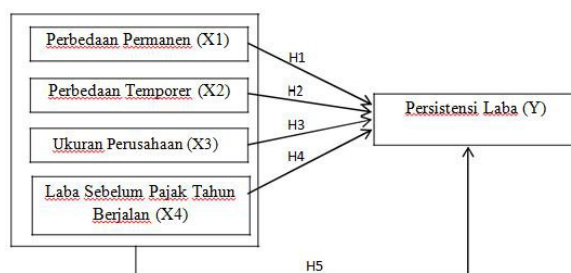 Perbedaan Permanen (X1)
H1
Perbedaan Temporer (X2)
H2
Persistensi Laba (Y)
H3
Ukuran Perusahaan (X3)
H4
Laba Sebelum Pajak Tahun
Berjalan (X4)
H5